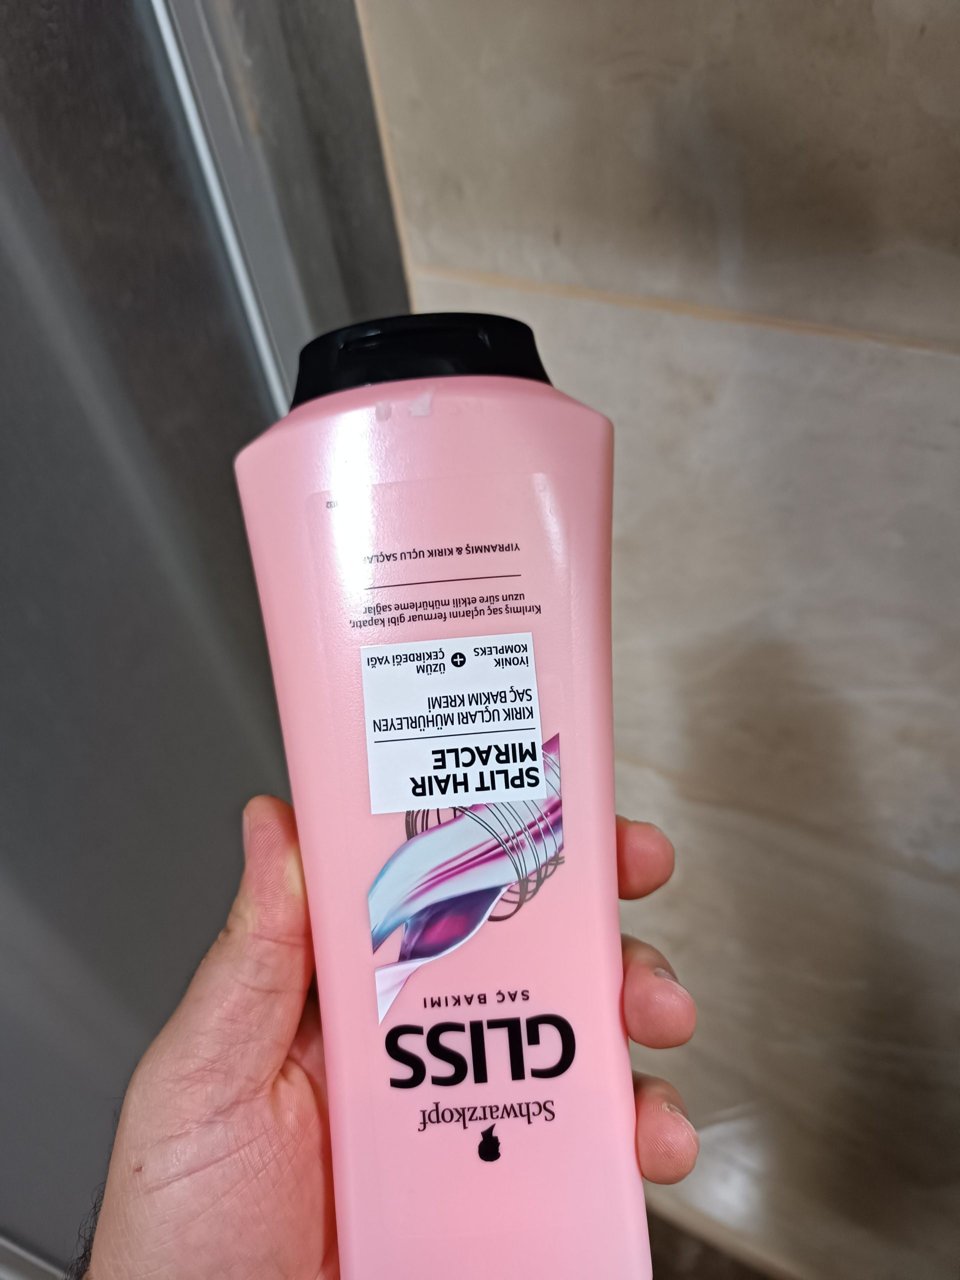 Schwarzkopf
GLISS
SAÇ BAKIMI
SPLIT HAIR
MIRACLE
KIRIK UÇLARI MÜHÜRLEYEN
SAÇ BAKIM KREMİ
İYONİK
KOMPLEKS
+
ÜZÜM
ÇEKİRDEĞİ YAĞI
Kırılmış saç uçlarını fermuar gibi kapatır,
uzun süre etkili mühürleme sağlar
YIPRANMIŞ & KIRIK UÇLU